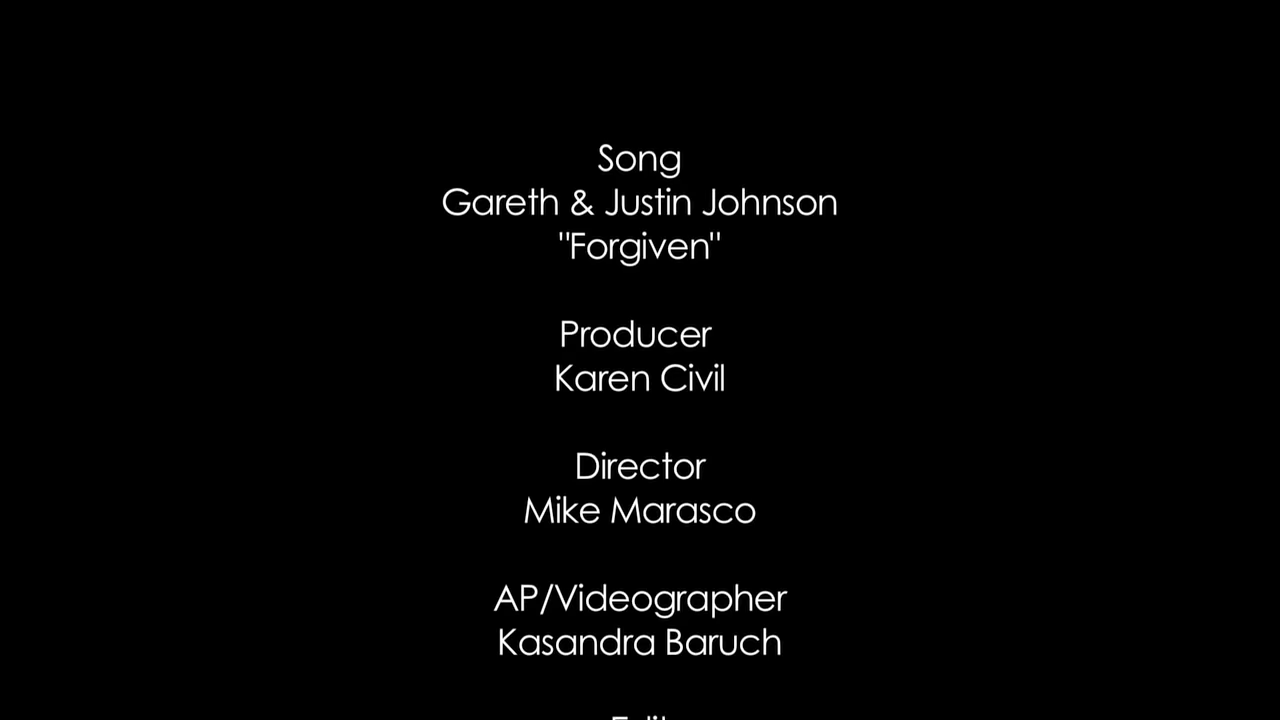 Song
Gareth & Justin Johnson
"Forgiven"
Producer
Karen Civil
Director
Mike Marasco
AP/Videographer
Kasandra Baruch